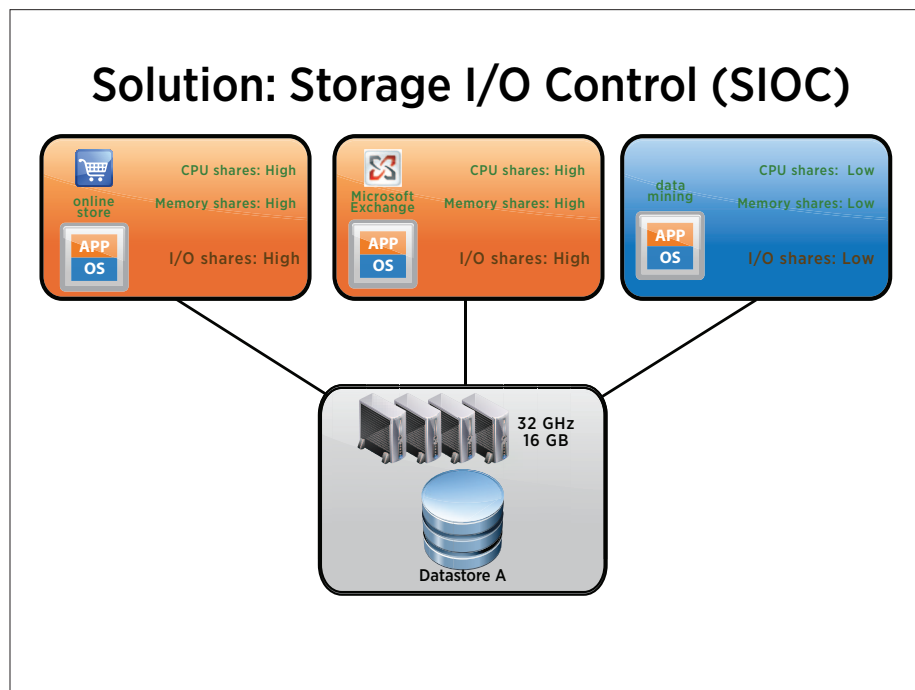 Solution: Storage I/O Control (SIOC)
online
store
CPU shares: High
Memory shares: High
APP
OS
I/O shares: High
Microsoft
Exchange
CPU shares: High
Memory shares: High
APP
OS
I/O shares: High
data
mining
CPU shares: Low
Memory shares: Low
APP
OS
I/O shares: Low
32 GHz
16 GB
Datastore A